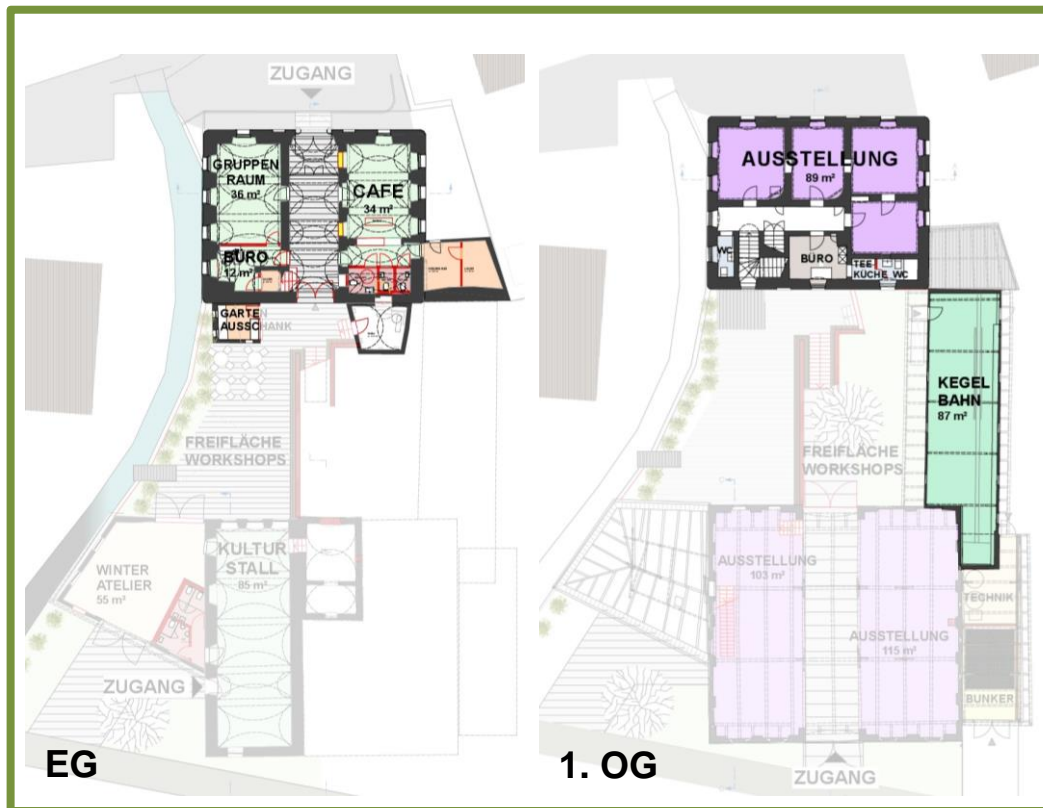 ZUGANG
GRUPPEN
RAUM
36 m²
CAFE
34 m²
BÜRO
12 m²
GARTEN
AUSSCHANK
FREIFLÄCHE
WORKSHOPS
KULTUR
STALL
85 m²
WINTER
ATELIER
55 m²
ZUGANG
EG
AUSSTELLUNG
89 m²
WC
BÜRO
TEE
KÜCHE WC
KEGEL
BAHN
87 m²
FREIFLÄCHE
WORKSHOPS
AUSSTELLUNG
103 m²
AUSSTELLUNG
115 m²
TECHNIK
BUNKER
ZUGANG
1. OG